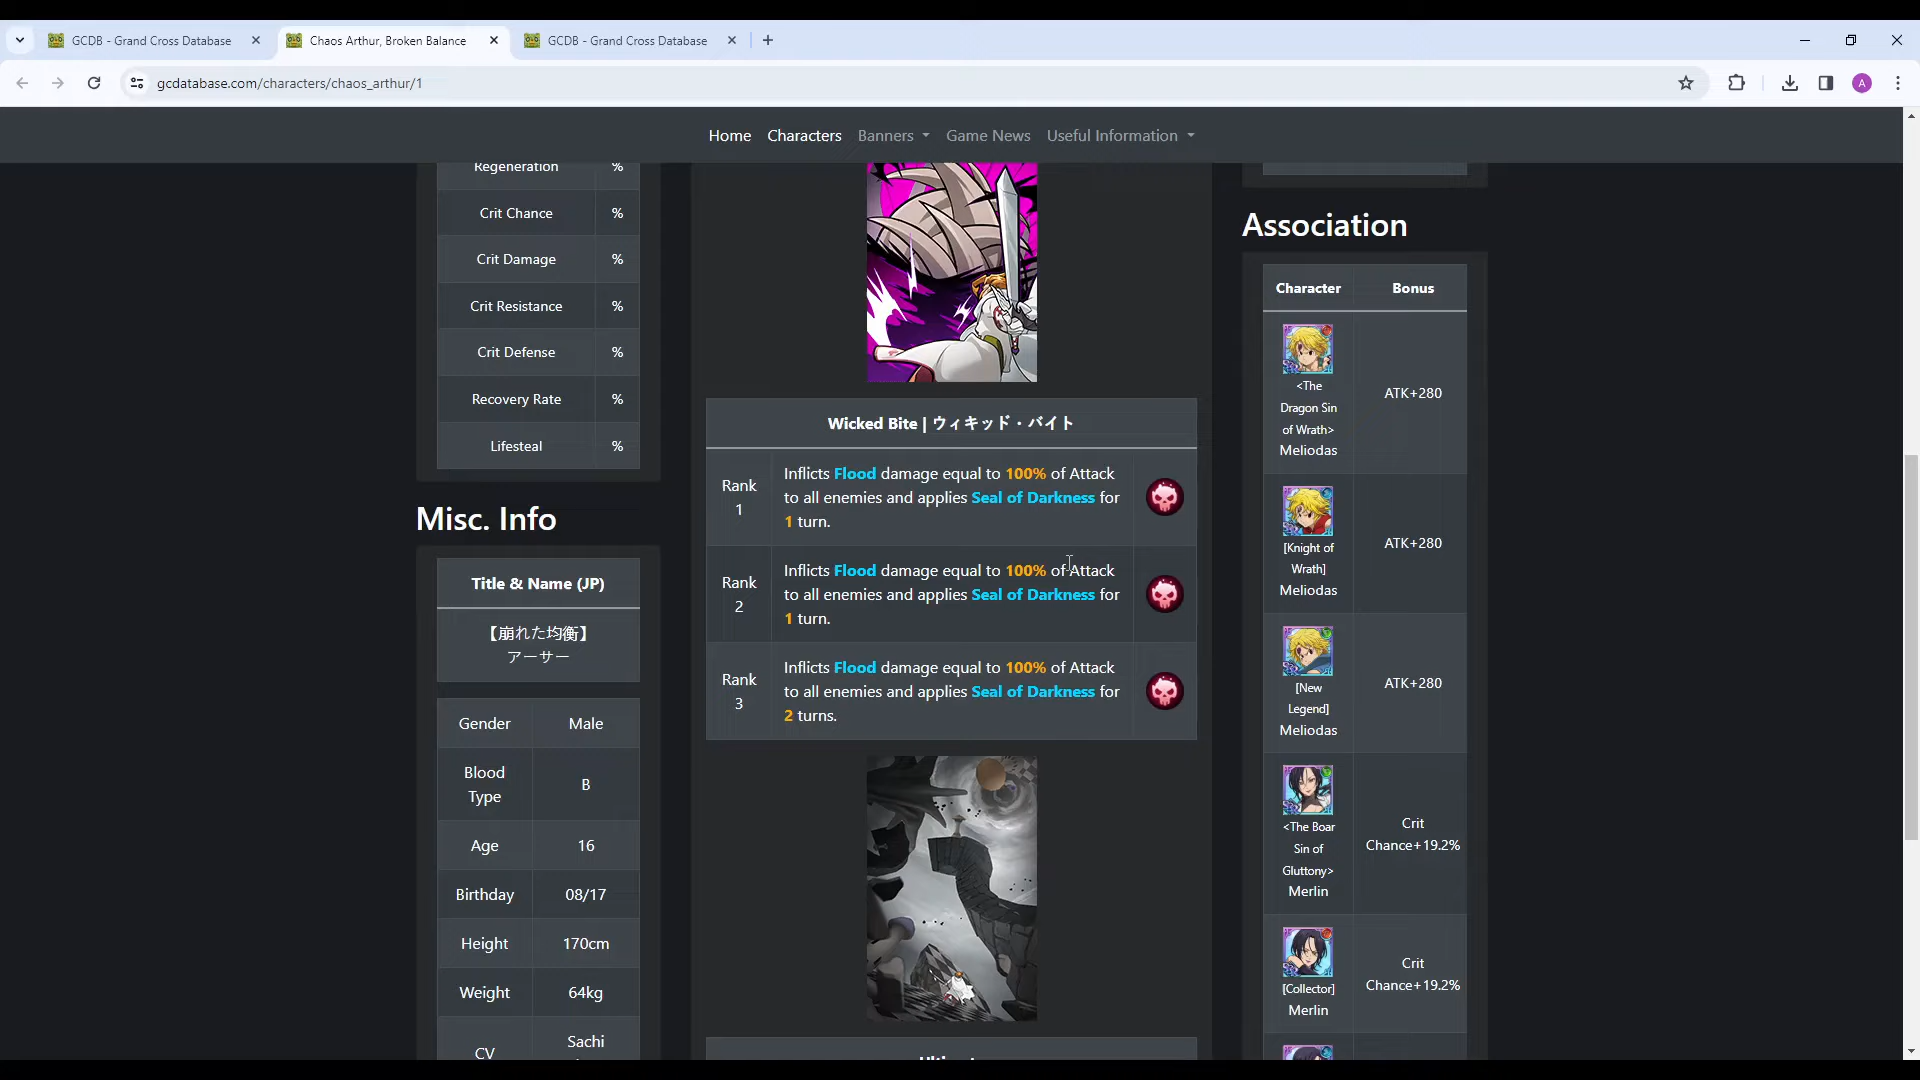 GCDB - Grand Cross Database
Chaos Arthur, Broken Balance
GCDB - Grand Cross Database
gcdatabase.com/characters/chaos_arthur/1
A
Home
Characters
Banners
Game News
Useful Information
Regeneration %
Crit Chance %
Crit Damage %
Crit Resistance %
Crit Defense %
Recovery Rate %
Lifesteal %
Misc. Info
Title & Name (JP)
【崩れた均衡】
アーサー
Gender Male
Blood
Type
B
Age 16
Birthday 08/17
Height 170cm
Weight 64kg
CV
Sachi
Wicked Bite | ウィキッド・バイト
Rank
1
Inflicts Flood damage equal to 100% of Attack
to all enemies and applies Seal of Darkness for
1 turn.
Rank
2
Inflicts Flood damage equal to 100% of Attack
to all enemies and applies Seal of Darkness for
1 turn.
Rank
3
Inflicts Flood damage equal to 100% of Attack
to all enemies and applies Seal of Darkness for
2 turns.
Association
Character Bonus
<The
Dragon Sin
of Wrath>
Meliodas
ATK+280
[Knight of
Wrath]
Meliodas
ATK+280
[New
Legend]
Meliodas
ATK+280
<The Boar
Sin of
Gluttony>
Merlin
Crit
Chance+19.2%
[Collector]
Merlin
Crit
Chance+19.2%